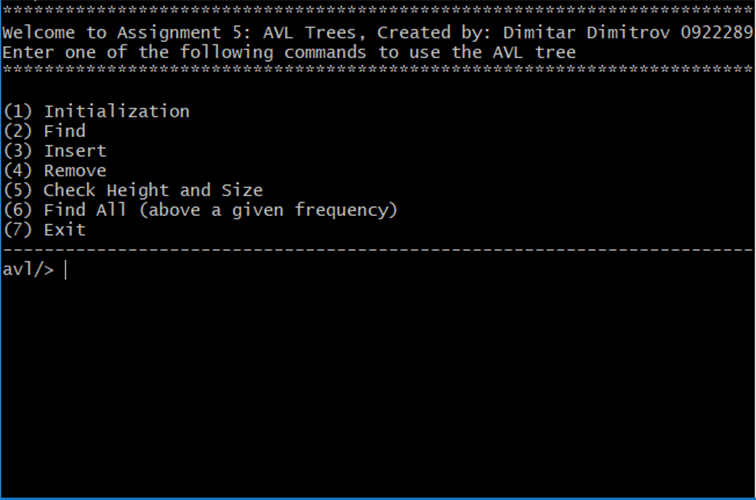 ************************************************************************
Welcome to Assignment 5: AVL Trees, Created by: Dimitar Dimitrov 0922289
Enter one of the following commands to use the AVL tree
************************************************************************
(1) Initialization
(2) Find
(3) Insert
(4) Remove
(5) Check Height and Size
(6) Find All (above a given frequency)
(7) Exit
------------------------------------------------------------------------
avl/>